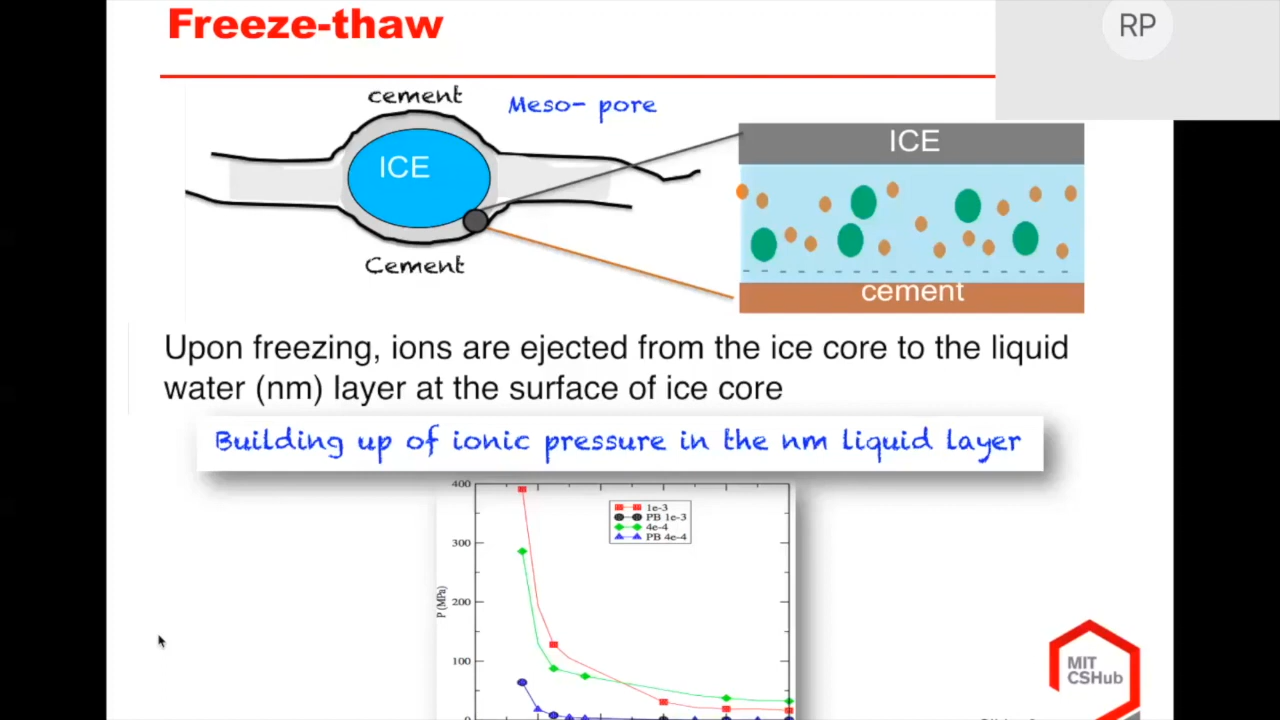 Freeze-thaw
RP
cement
Meso- pore
ICE
ICE
cement
Cement
Upon freezing, ions are ejected from the ice core to the liquid
water (nm) layer at the surface of ice core
Building up of ionic pressure in the nm liquid layer
400
300
200
100
P (MPa)
1e-3
PB 1e-3
4e-4
PB 4e-4
MIT
CSHub